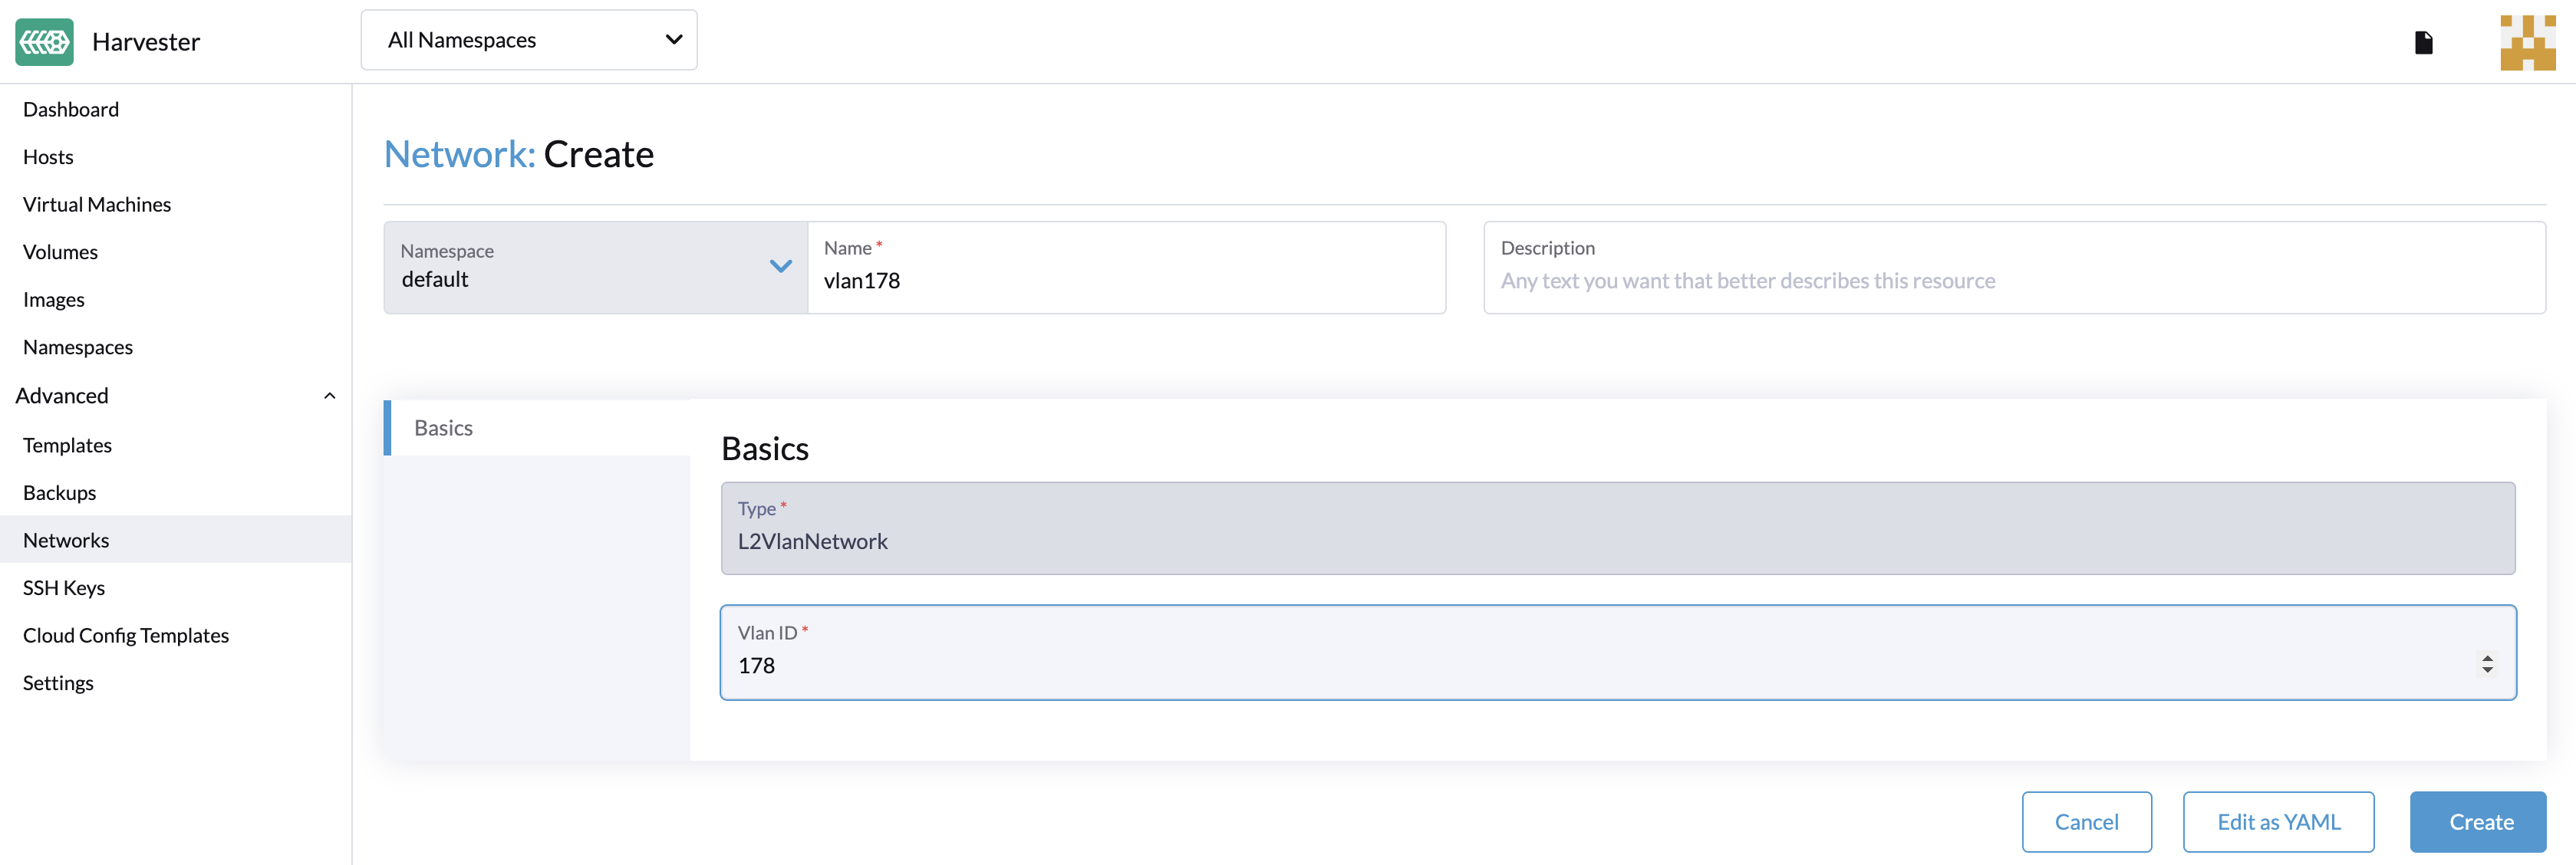 Harvester
All Namespaces
Dashboard
Hosts
Virtual Machines
Volumes
Images
Namespaces
Advanced
Templates
Backups
Networks
SSH Keys
Cloud Config Templates
Settings
Network: Create
Namespace
default
Name *
vlan178
Description
Any text you want that better describes this resource
Basics
Basics
Type *
L2VlanNetwork
Vlan ID *
178
Cancel
Edit as YAML
Create